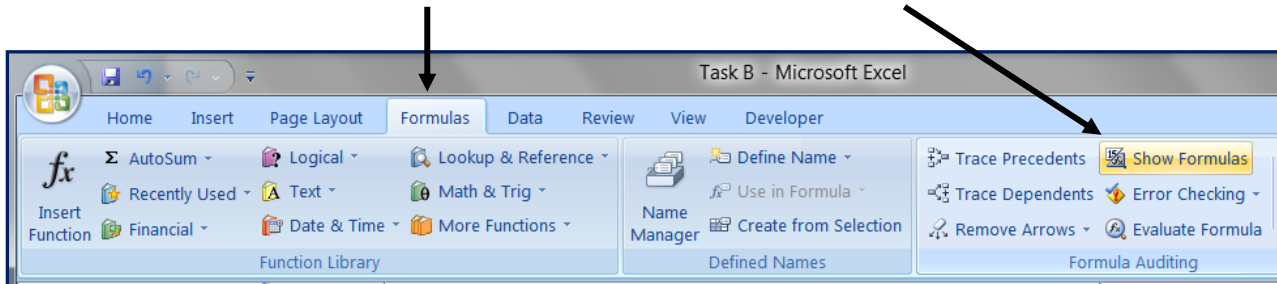 Task B - Microsoft Excel
Home Insert Page Layout Formulas Data Review View Developer
fx Σ AutoSum Logical Lookup & Reference Define Name Trace Precedents Show Formulas
Recently Used Text Math & Trig Use in Formula Trace Dependents Error Checking
Insert Function Financial Date & Time More Functions Name Manager Create from Selection Remove Arrows Evaluate Formula
Function Library Defined Names Formula Auditing